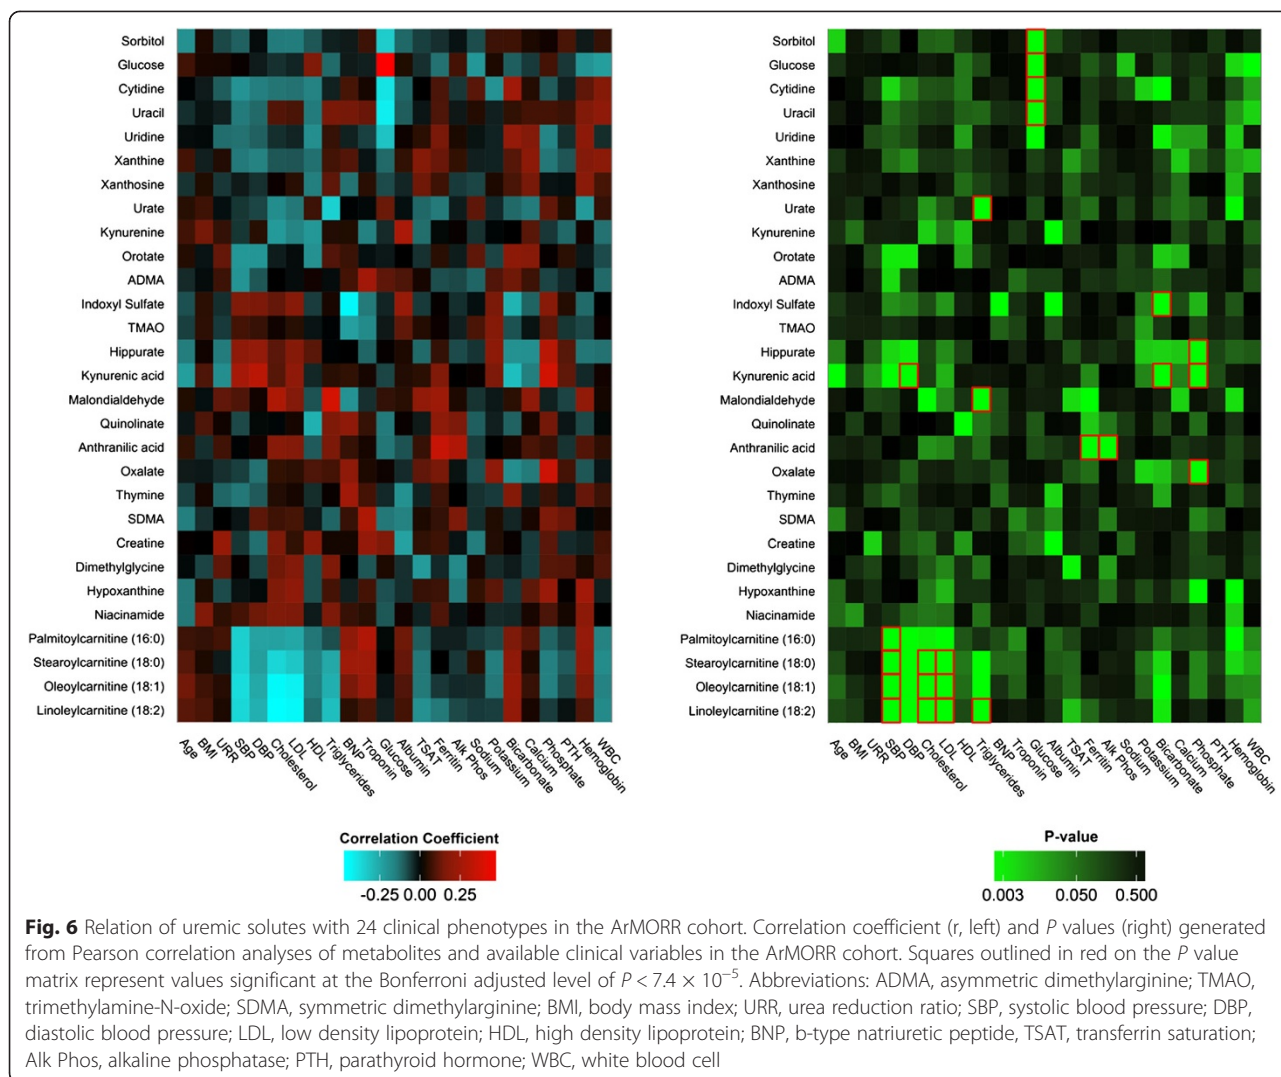 Sorbitol
Glucose
Cytidine
Uracil
Uridine
Xanthine
Xanthosine
Urate
Kynurenine
Orotate
ADMA
Indoxyl Sulfate
TMAO
Hippurate
Kynurenic acid
Malondialdehyde
Quinolinate
Anthranilic acid
Oxalate
Thymine
SDMA
Creatine
Dimethylglycine
Hypoxanthine
Niacinamide
Palmitoylcarnitine (16:0)
Stearoylcarnitine (18:0)
Oleoylcarnitine (18:1)
Linoleylcarnitine (18:2)
Age
BMI
URR
SBP
DBP
Cholesterol
LDL
HDL
Triglycerides
BNP
Troponin
Glucose
Albumin
TSAT
Ferritin
Alk Phos
Sodium
Potassium
Bicarbonate
Calcium
Phosphate
PTH
Hemoglobin
WBC
Correlation Coefficient
-0.25 0.00 0.25
Sorbitol
Glucose
Cytidine
Uracil
Uridine
Xanthine
Xanthosine
Urate
Kynurenine
Orotate
ADMA
Indoxyl Sulfate
TMAO
Hippurate
Kynurenic acid
Malondialdehyde
Quinolinate
Anthranilic acid
Oxalate
Thymine
SDMA
Creatine
Dimethylglycine
Hypoxanthine
Niacinamide
Palmitoylcarnitine (16:0)
Stearoylcarnitine (18:0)
Oleoylcarnitine (18:1)
Linoleylcarnitine (18:2)
Age
BMI
URR
SBP
DBP
Cholesterol
LDL
HDL
Triglycerides
BNP
Troponin
Glucose
Albumin
TSAT
Ferritin
Alk Phos
Sodium
Potassium
Bicarbonate
Calcium
Phosphate
PTH
Hemoglobin
WBC
P-value
0.003 0.050 0.500
Fig. 6 Relation of uremic solutes with 24 clinical phenotypes in the ArMORR cohort. Correlation coefficient (r, left) and P values (right) generated
from Pearson correlation analyses of metabolites and available clinical variables in the ArMORR cohort. Squares outlined in red on the P value
matrix represent values significant at the Bonferroni adjusted level of P < 7.4 × 10⁻⁵. Abbreviations: ADMA, asymmetric dimethylarginine; TMAO,
trimethylamine-N-oxide; SDMA, symmetric dimethylarginine; BMI, body mass index; URR, urea reduction ratio; SBP, systolic blood pressure; DBP,
diastolic blood pressure; LDL, low density lipoprotein; HDL, high density lipoprotein; BNP, b-type natriuretic peptide, TSAT, transferrin saturation;
Alk Phos, alkaline phosphatase; PTH, parathyroid hormone; WBC, white blood cell